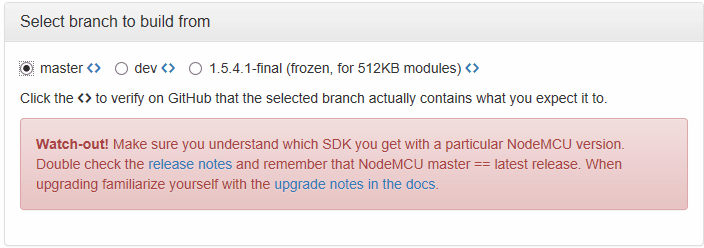 Select branch to build from
master <> dev <> 1.5.4.1-final (frozen, for 512KB modules) <>
Click the <> to verify on GitHub that the selected branch actually contains what you expect it to.
Watch-out! Make sure you understand which SDK you get with a particular NodeMCU version.
Double check the release notes and remember that NodeMCU master == latest release. When
upgrading familiarize yourself with the upgrade notes in the docs.